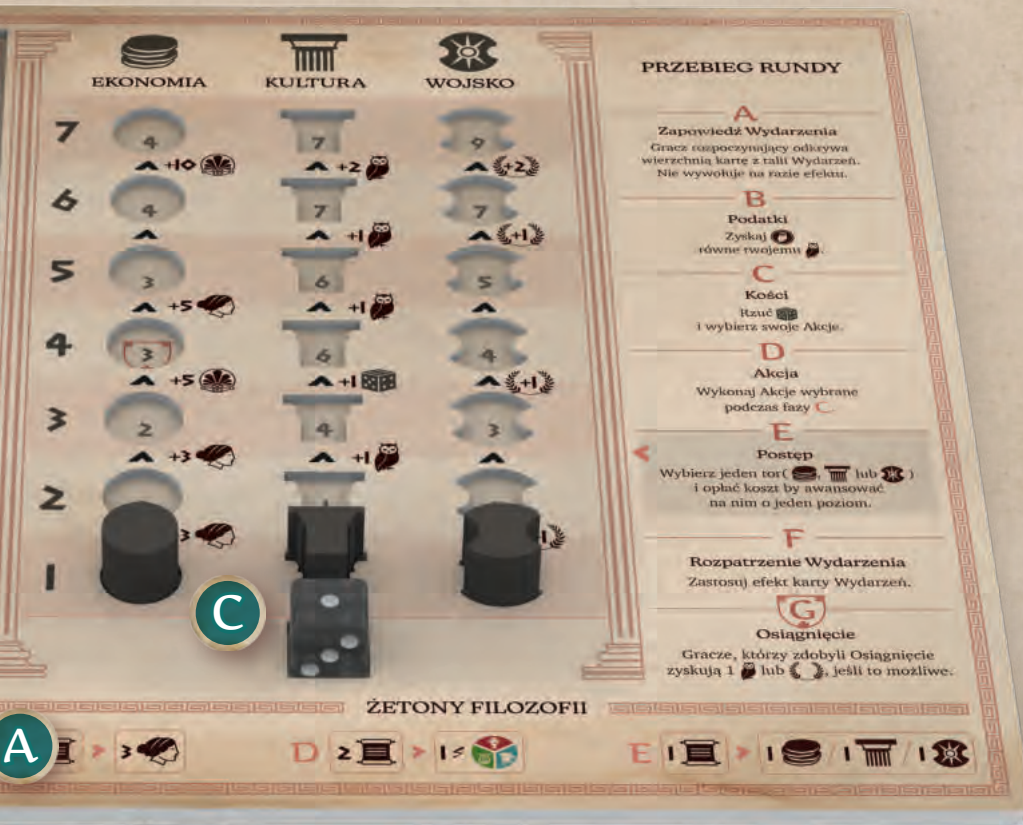 EKONOMIA KULTURA WOJSKO
7 4 7 9
+10 +2 +2
6 4 7 7
+1 +1
5 3 6 5
+5 +1
4 3 6 4
+5 +1 +1
3 2 4 3
+3 +1
2
3
1
C
PRZEBIEG RUNDY
A
Zapowiedź Wydarzenia
Gracz rozpoczynający odkrywa
wierzchnią kartę z talii Wydarzeń.
Nie wywołuje na razie efektu.
B
Podatki
Zyskaj
równe twojemu .
C
Kości
Rzuć
i wybierz swoje Akcje.
D
Akcja
Wykonaj Akcje wybrane
podczas fazy C.
E
Postęp
Wybierz jeden tor( , lub )
i opłać koszt by awansować
na nim o jeden poziom.
F
Rozpatrzenie Wydarzenia
Zastosuj efekt karty Wydarzeń.
G
Osiągnięcie
Gracze, którzy zdobyli Osiągnięcie
zyskują 1 lub ( ), jeśli to możliwe.
ŻETONY FILOZOFII
A > 3 D 2 > 1≤ E 1 > 1 / 1 / 1